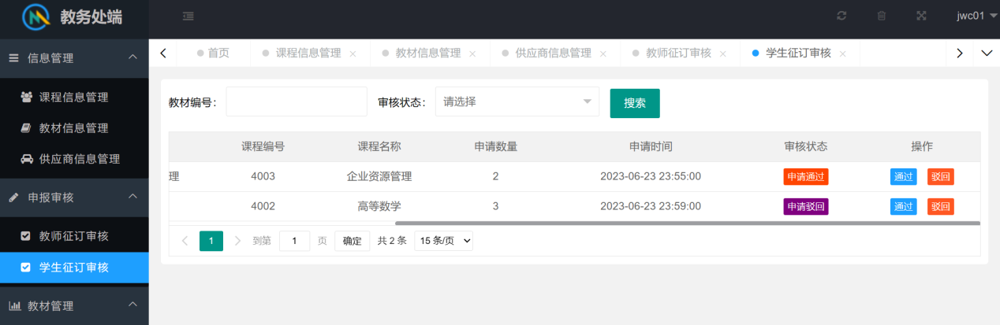 教务处端
jwc01
信息管理
课程信息管理
教材信息管理
供应商信息管理
申报审核
教师征订审核
学生征订审核
教材管理
首页 课程信息管理 教材信息管理 供应商信息管理 教师征订审核 学生征订审核
教材编号: 审核状态: 请选择 搜索
课程编号 课程名称 申请数量 申请时间 审核状态 操作
理 4003 企业资源管理 2 2023-06-23 23:55:00 申请通过 通过 驳回
4002 高等数学 3 2023-06-23 23:59:00 申请驳回 通过 驳回
1 到第 1 页 确定 共 2 条 15 条/页